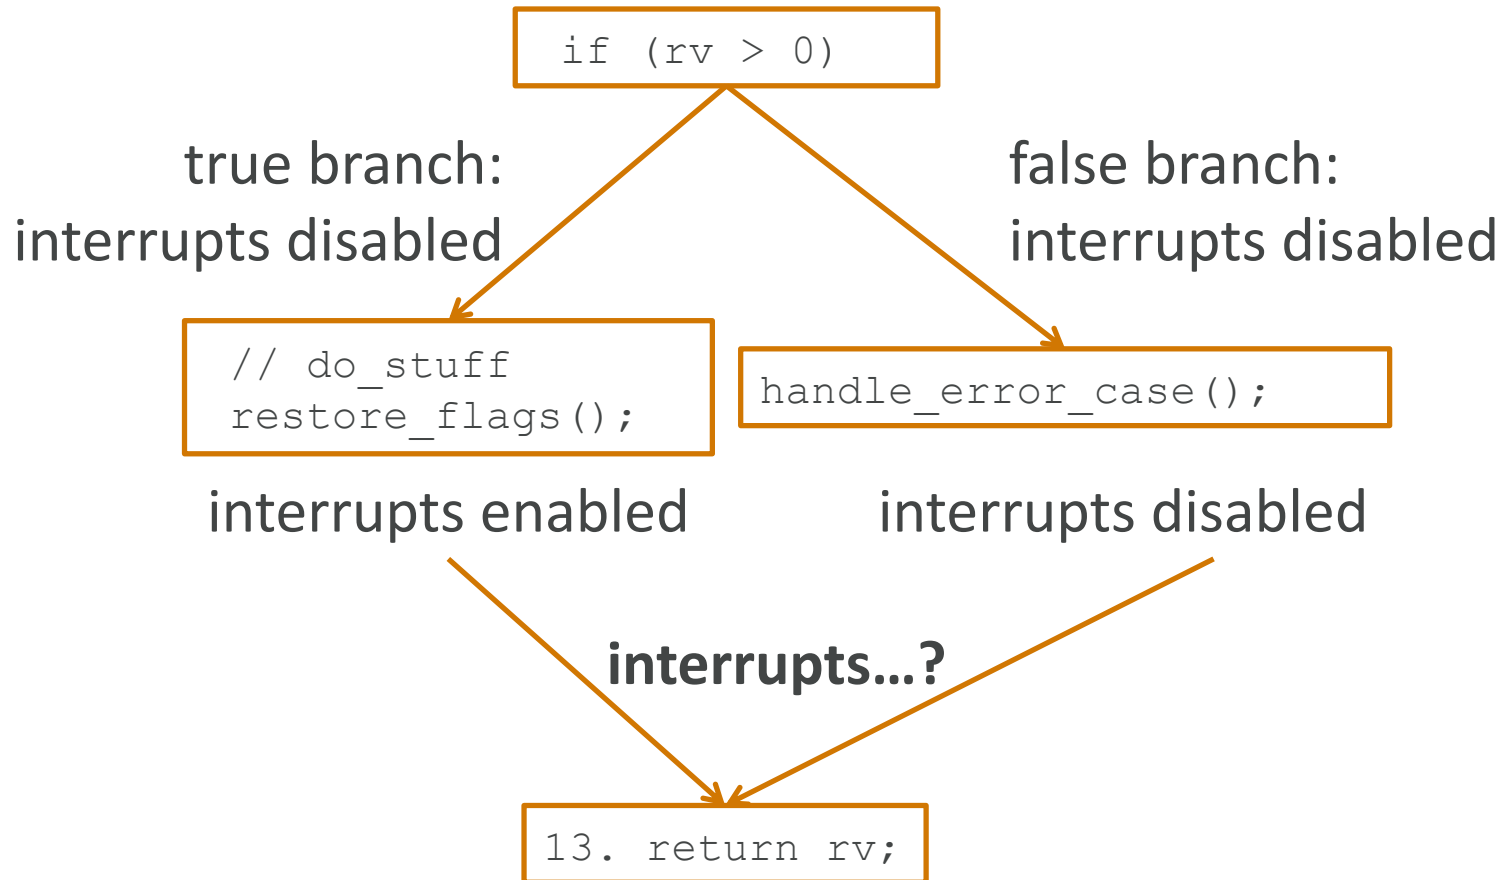 if (rv > 0)
true branch:
interrupts disabled
false branch:
interrupts disabled
// do_stuff
restore_flags();
handle_error_case();
interrupts enabled
interrupts disabled
interrupts…?
13. return rv;